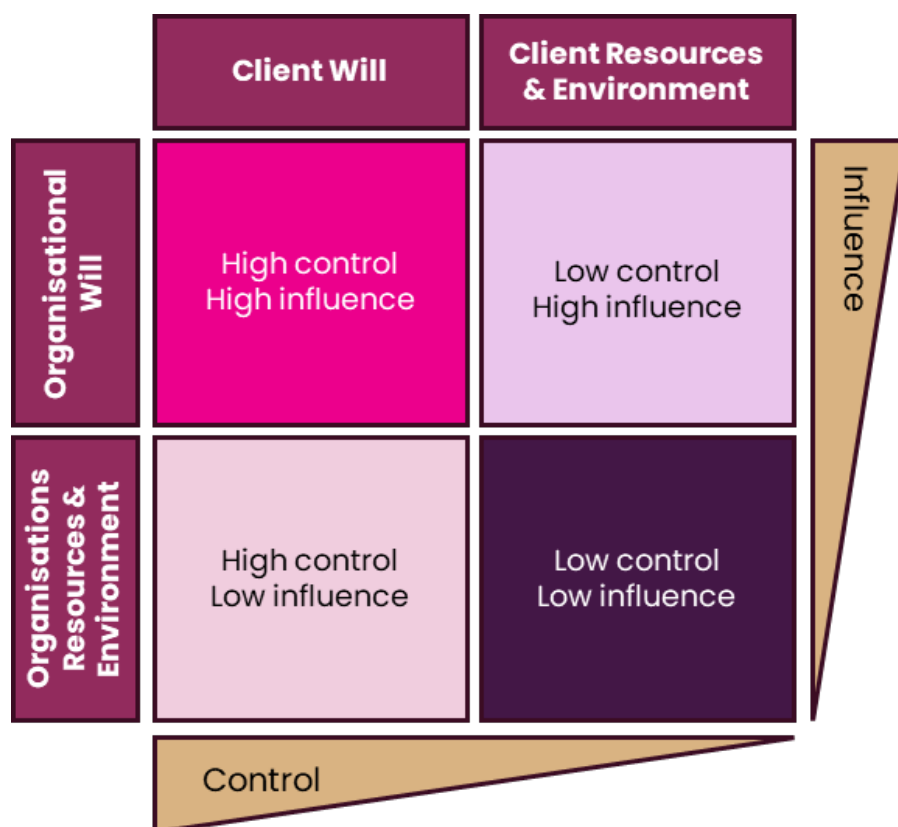 Client Will
Client Resources
& Environment
Organisational
Will
High control
High influence
Low control
High influence
Influence
Organisations
Resources &
Environment
High control
Low influence
Low control
Low influence
Control